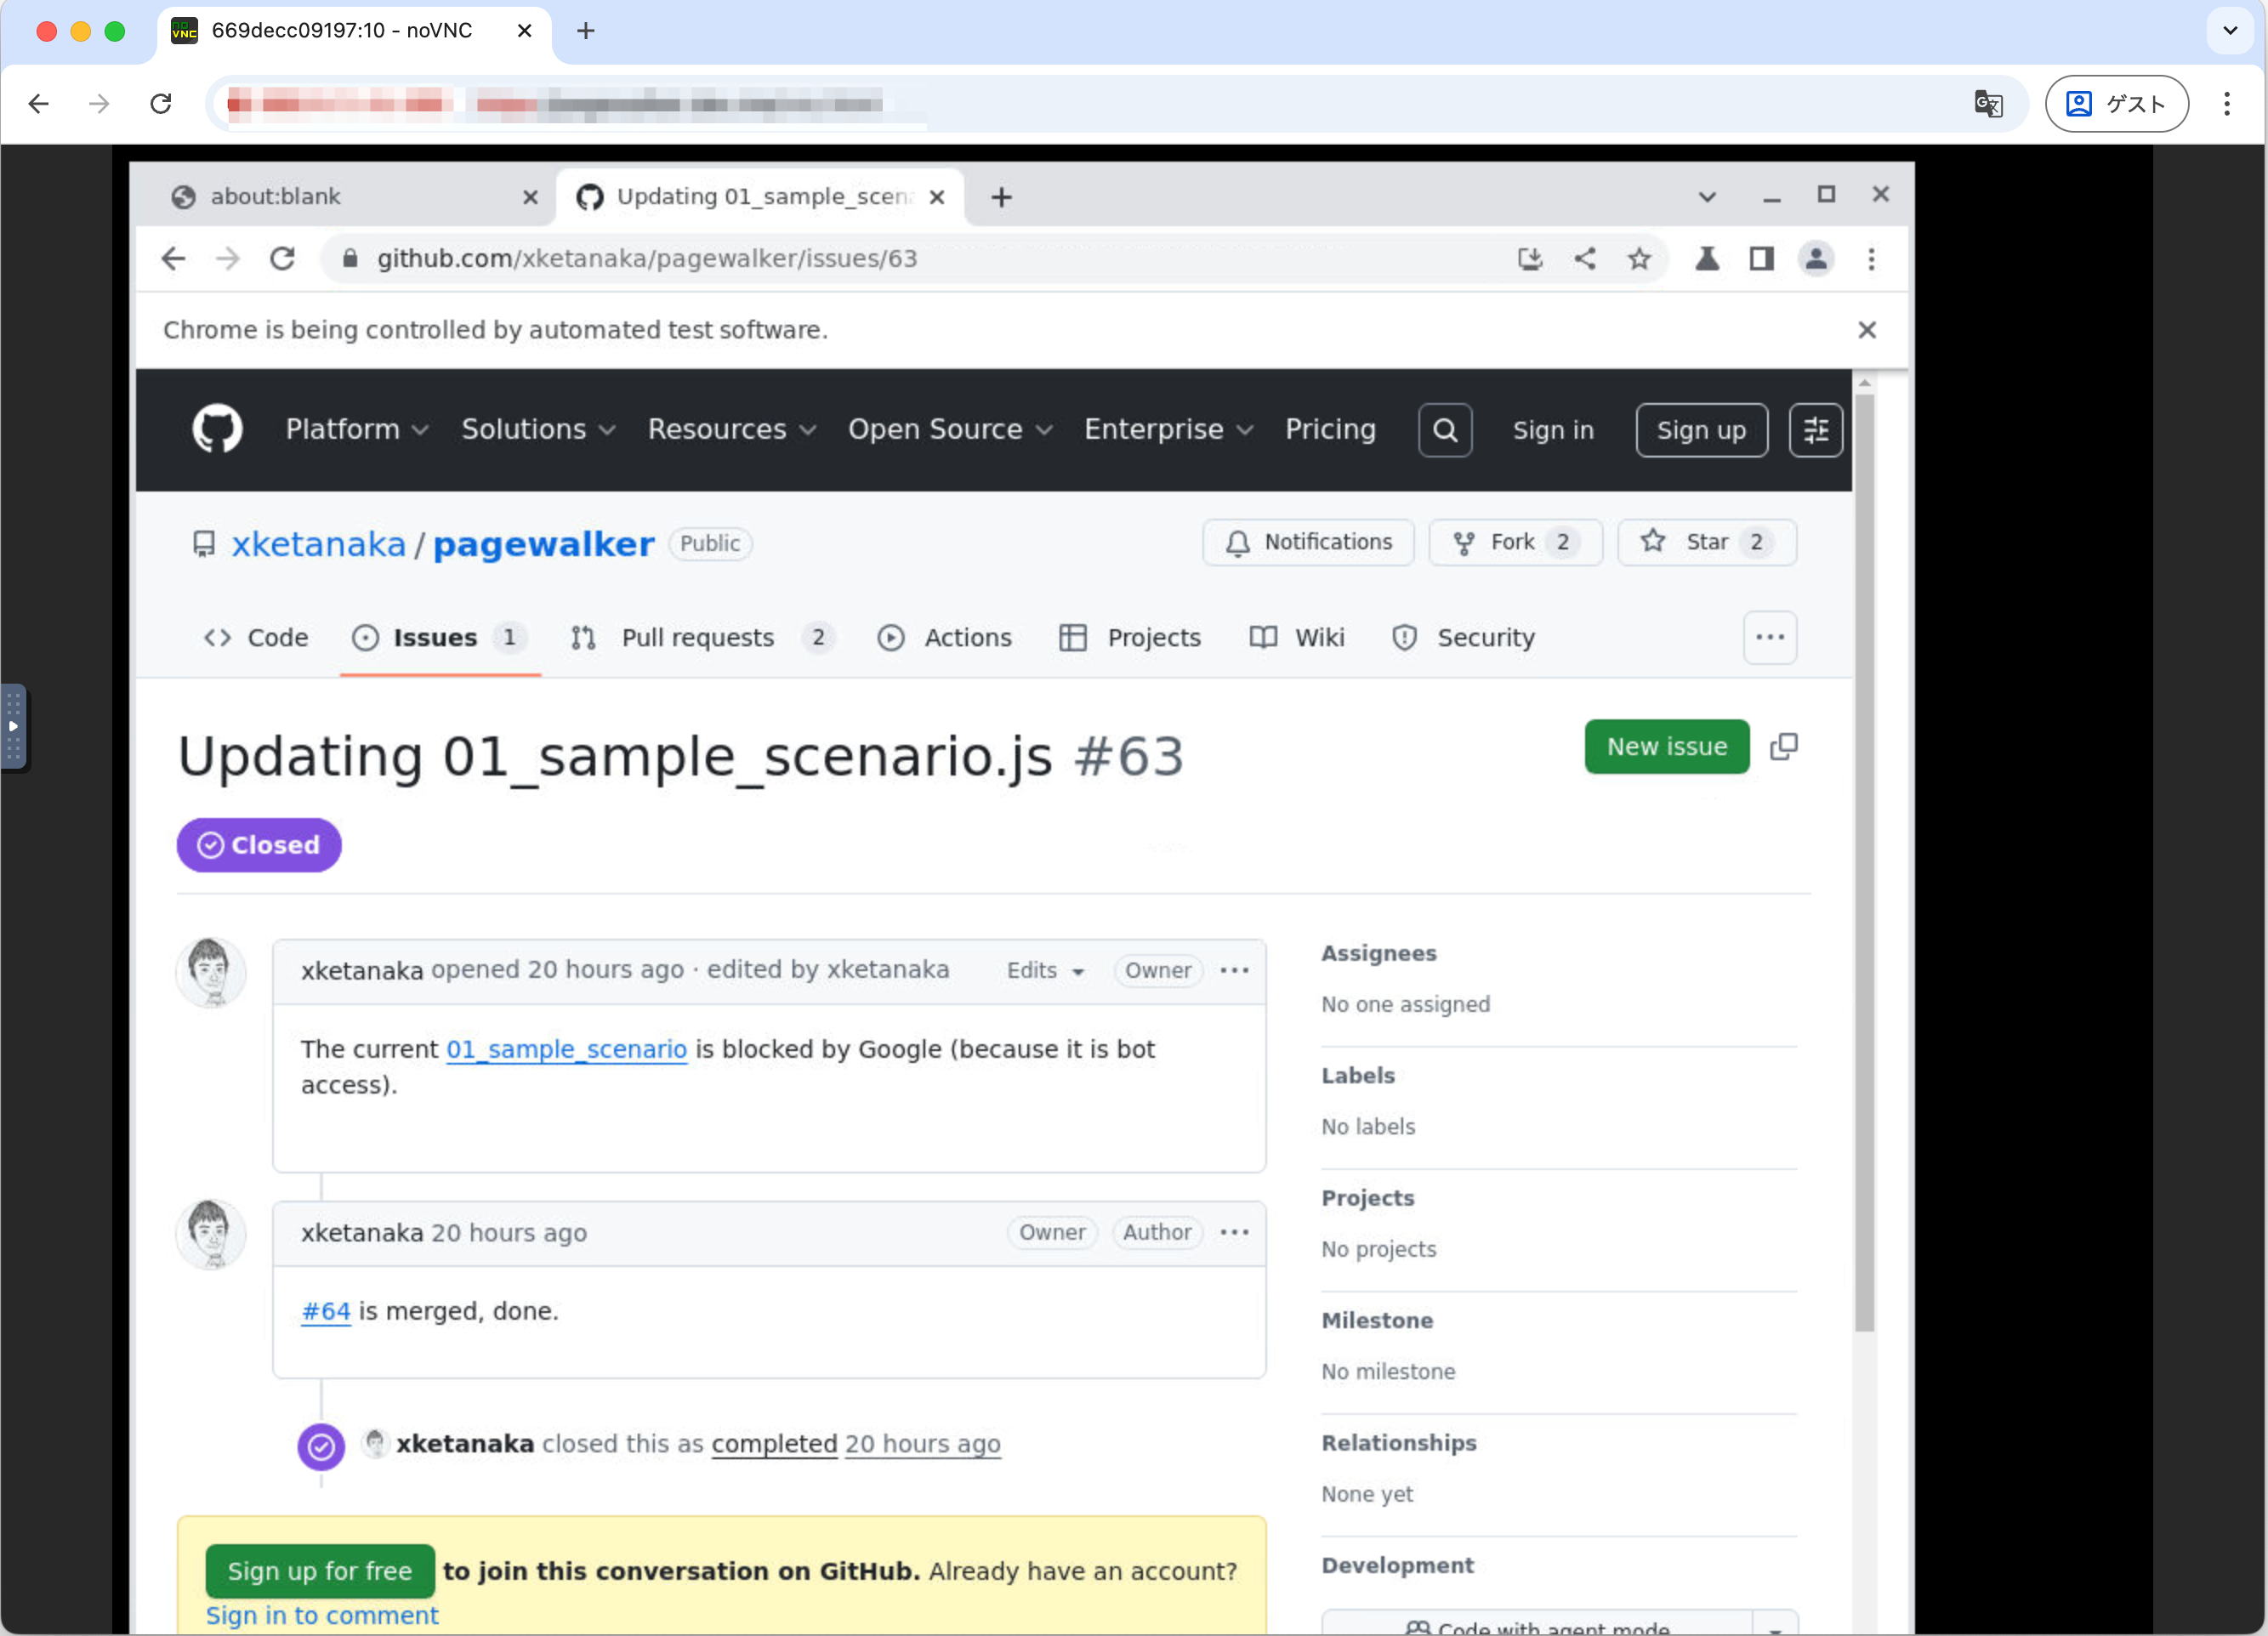 669decc09197:10 - noVNC
ゲスト
about:blank
Updating 01_sample_scen
github.com/xketanaka/pagewalker/issues/63
Chrome is being controlled by automated test software.
Platform Solutions Resources Open Source Enterprise Pricing Sign in Sign up
xketanaka / pagewalker Public
Notifications Fork 2 Star 2
Code Issues 1 Pull requests 2 Actions Projects Wiki Security
Updating 01_sample_scenario.js #63
New issue
Closed
xketanaka opened 20 hours ago · edited by xketanaka Edits Owner
The current 01_sample_scenario is blocked by Google (because it is bot
access).
xketanaka 20 hours ago Owner Author
#64 is merged, done.
xketanaka closed this as completed 20 hours ago
Sign up for free to join this conversation on GitHub. Already have an account?
Sign in to comment
Assignees
No one assigned
Labels
No labels
Projects
No projects
Milestone
No milestone
Relationships
None yet
Development
Code with agent mode